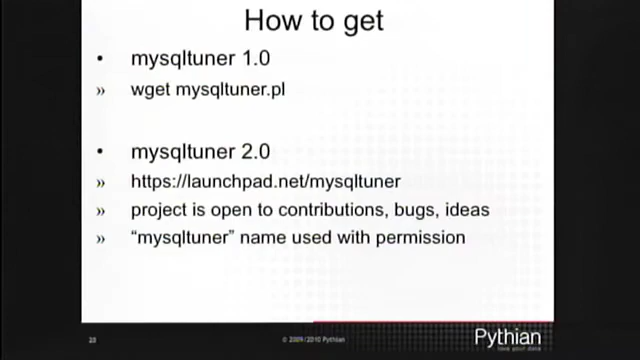 How to get
• mysqltuner 1.0
» wget mysqltuner.pl
• mysqltuner 2.0
» https://launchpad.net/mysqltuner
» project is open to contributions, bugs, ideas
» “mysqltuner” name used with permission
20
© 2009/2010 Pythian
Pythian
love your data